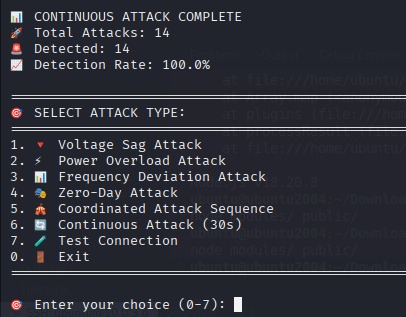 📊 CONTINUOUS ATTACK COMPLETE
🚀 Total Attacks: 14
🚨 Detected: 14
📈 Detection Rate: 100.0%
🎯 SELECT ATTACK TYPE:
1. 🔻 Voltage Sag Attack
2. ⚡ Power Overload Attack
3. 📊 Frequency Deviation Attack
4. 🎭 Zero-Day Attack
5. 🎪 Coordinated Attack Sequence
6. 🔄 Continuous Attack (30s)
7. 🧪 Test Connection
0. 🚪 Exit
🎯 Enter your choice (0-7):